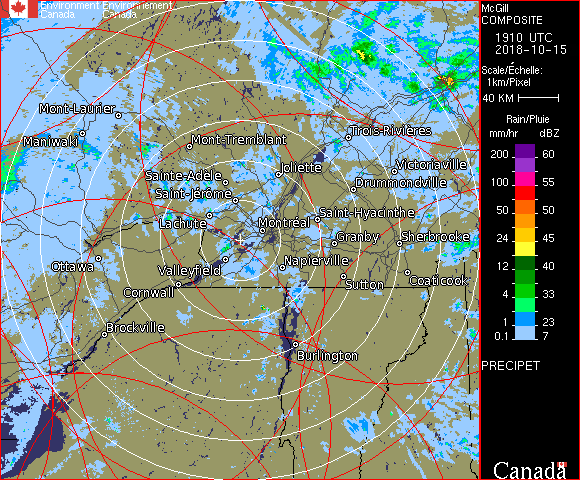 Environment Environnement
Canada Canada
McGill
COMPOSITE
1910 UTC
2018-10-15
Scale/Échelle:
1km/Pixel
40 KM
Rain/Pluie
mm/hr dBZ
200 60
100 55
50 50
24 45
12 40
4 33
1 23
0.1 7
PRECIPET
Canada
Mont-Laurier
Maniwaki
Mont-Tremblant
Trois-Rivières
Sainte-Adèle
Joliette
Victoriaville
Saint-Jérôme
Drummondville
Lachute
Montréal
Saint-Hyacinthe
Granby
Sherbrooke
Ottawa
Valleyfield
Napierville
Cornwall
Sutton
Coaticook
Brockville
Burlington